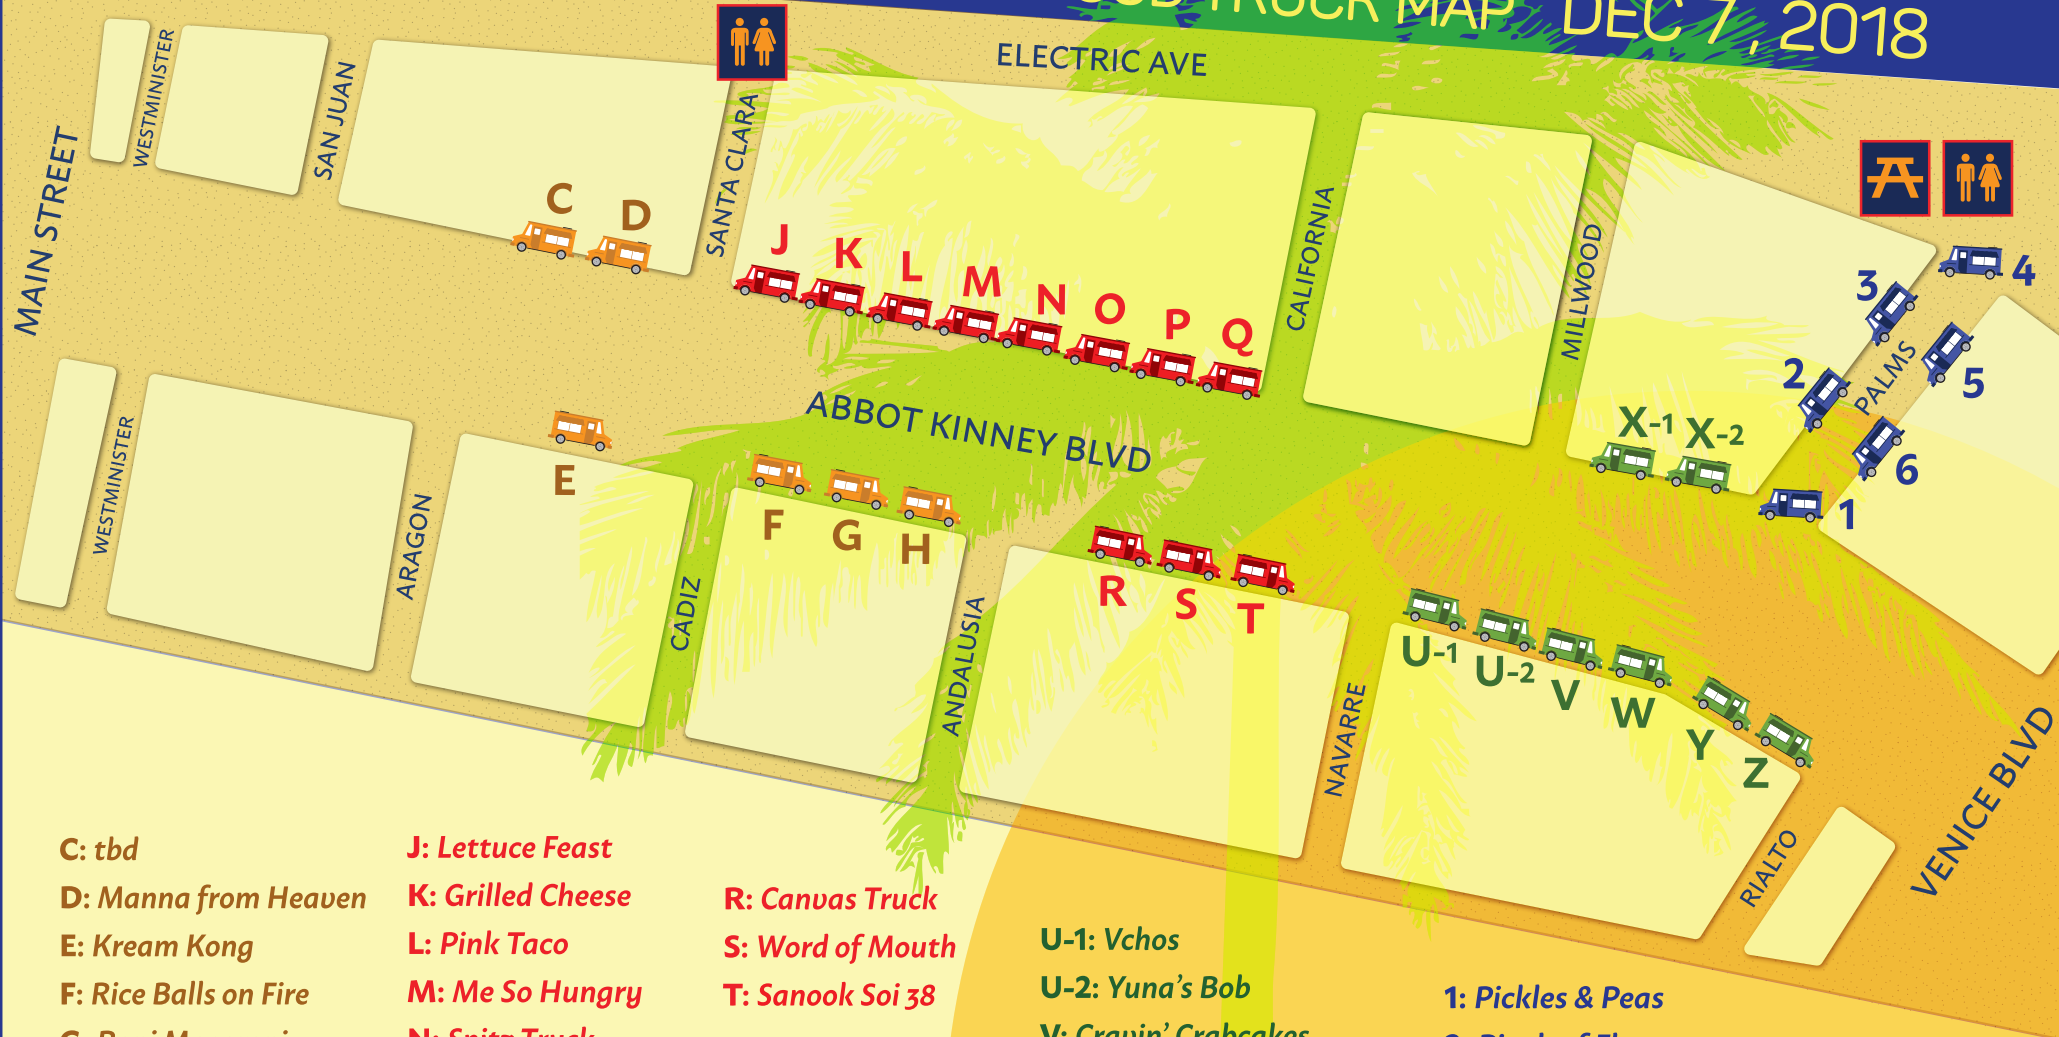 TRUCK MAP DEC 7, 2018
ELECTRIC AVE
MAIN STREET
WESTMINISTER
SAN JUAN
SANTA CLARA
CALIFORNIA
MILLWOOD
PALMS
C
D
J
K
L
M
N
O
P
Q
3
4
2
5
6
1
X-1
X-2
ABBOT KINNEY BLVD
E
F
G
H
R
S
T
U-1
U-2
V
W
Y
Z
WESTMINISTER
ARAGON
CADIZ
ANDALUSIA
NAVARRE
RIALTO
VENICE BLVD
C: tbd
D: Manna from Heaven
E: Kream Kong
F: Rice Balls on Fire
J: Lettuce Feast
K: Grilled Cheese
L: Pink Taco
M: Me So Hungry
R: Canvas Truck
S: Word of Mouth
T: Sanook Soi 38
U-1: Vchos
U-2: Yuna's Bob
V: Cravin' Crabcakes
1: Pickles & Peas